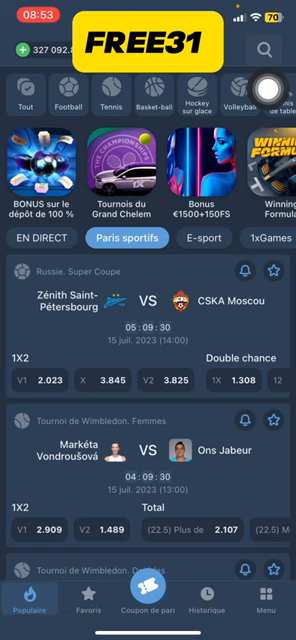 08:53
FREE31
70
327 092.
Tout
Football
Tennis
Basket-ball
Hockey
sur glace
Volleyball
de table
BONUS sur le
dépôt de 100 %
Tournois du
Grand Chelem
Bonus
€1500+150FS
Winning
Formula
EN DIRECT
Paris sportifs
E-sport
1xGames
Russie. Super Coupe
Zénith Saint-
Pétersbourg
VS
CSKA Moscou
05 : 09 : 30
15 juil. 2023 (14:00)
1X2
Double chance
V1 2.023
X 3.845
V2 3.825
1X 1.308
12
Tournoi de Wimbledon. Femmes
Markéta
Vondroušová
VS
Ons Jabeur
04 : 09 : 30
15 juil. 2023 (13:00)
1X2
Total
V1 2.909
V2 1.489
(22.5) Plus de 2.107
(22.5) M
Tournoi de Wimbledon.
Populaire
Favoris
Coupon de pari
Historique
Menu